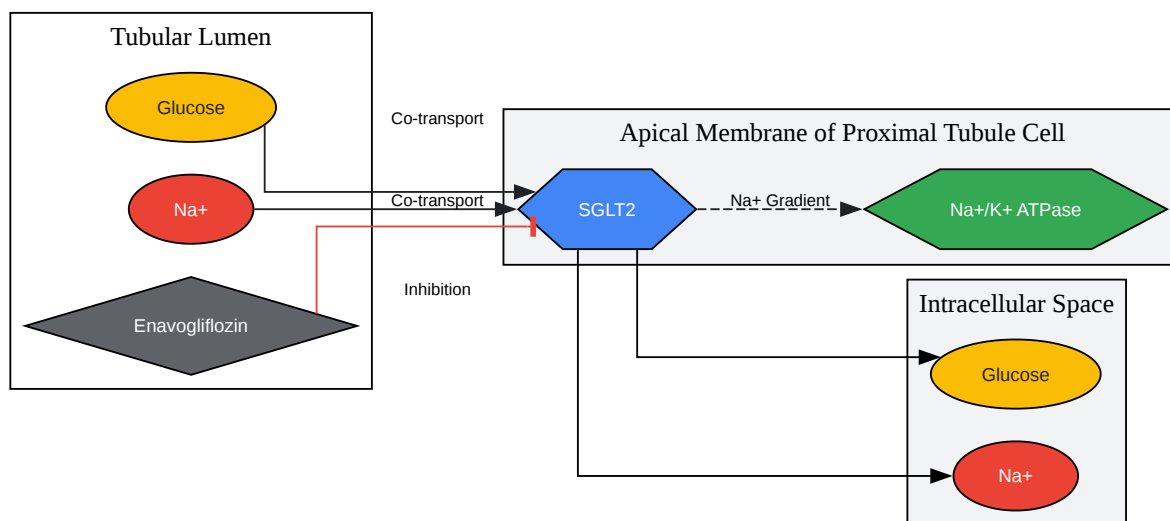 Tubular Lumen
Glucose
Na+
Enavogliflozin
Co-transport
Co-transport
Inhibition
Apical Membrane of Proximal Tubule Cell
SGLT2
Na+ Gradient
Na+/K+ ATPase
Intracellular Space
Glucose
Na+